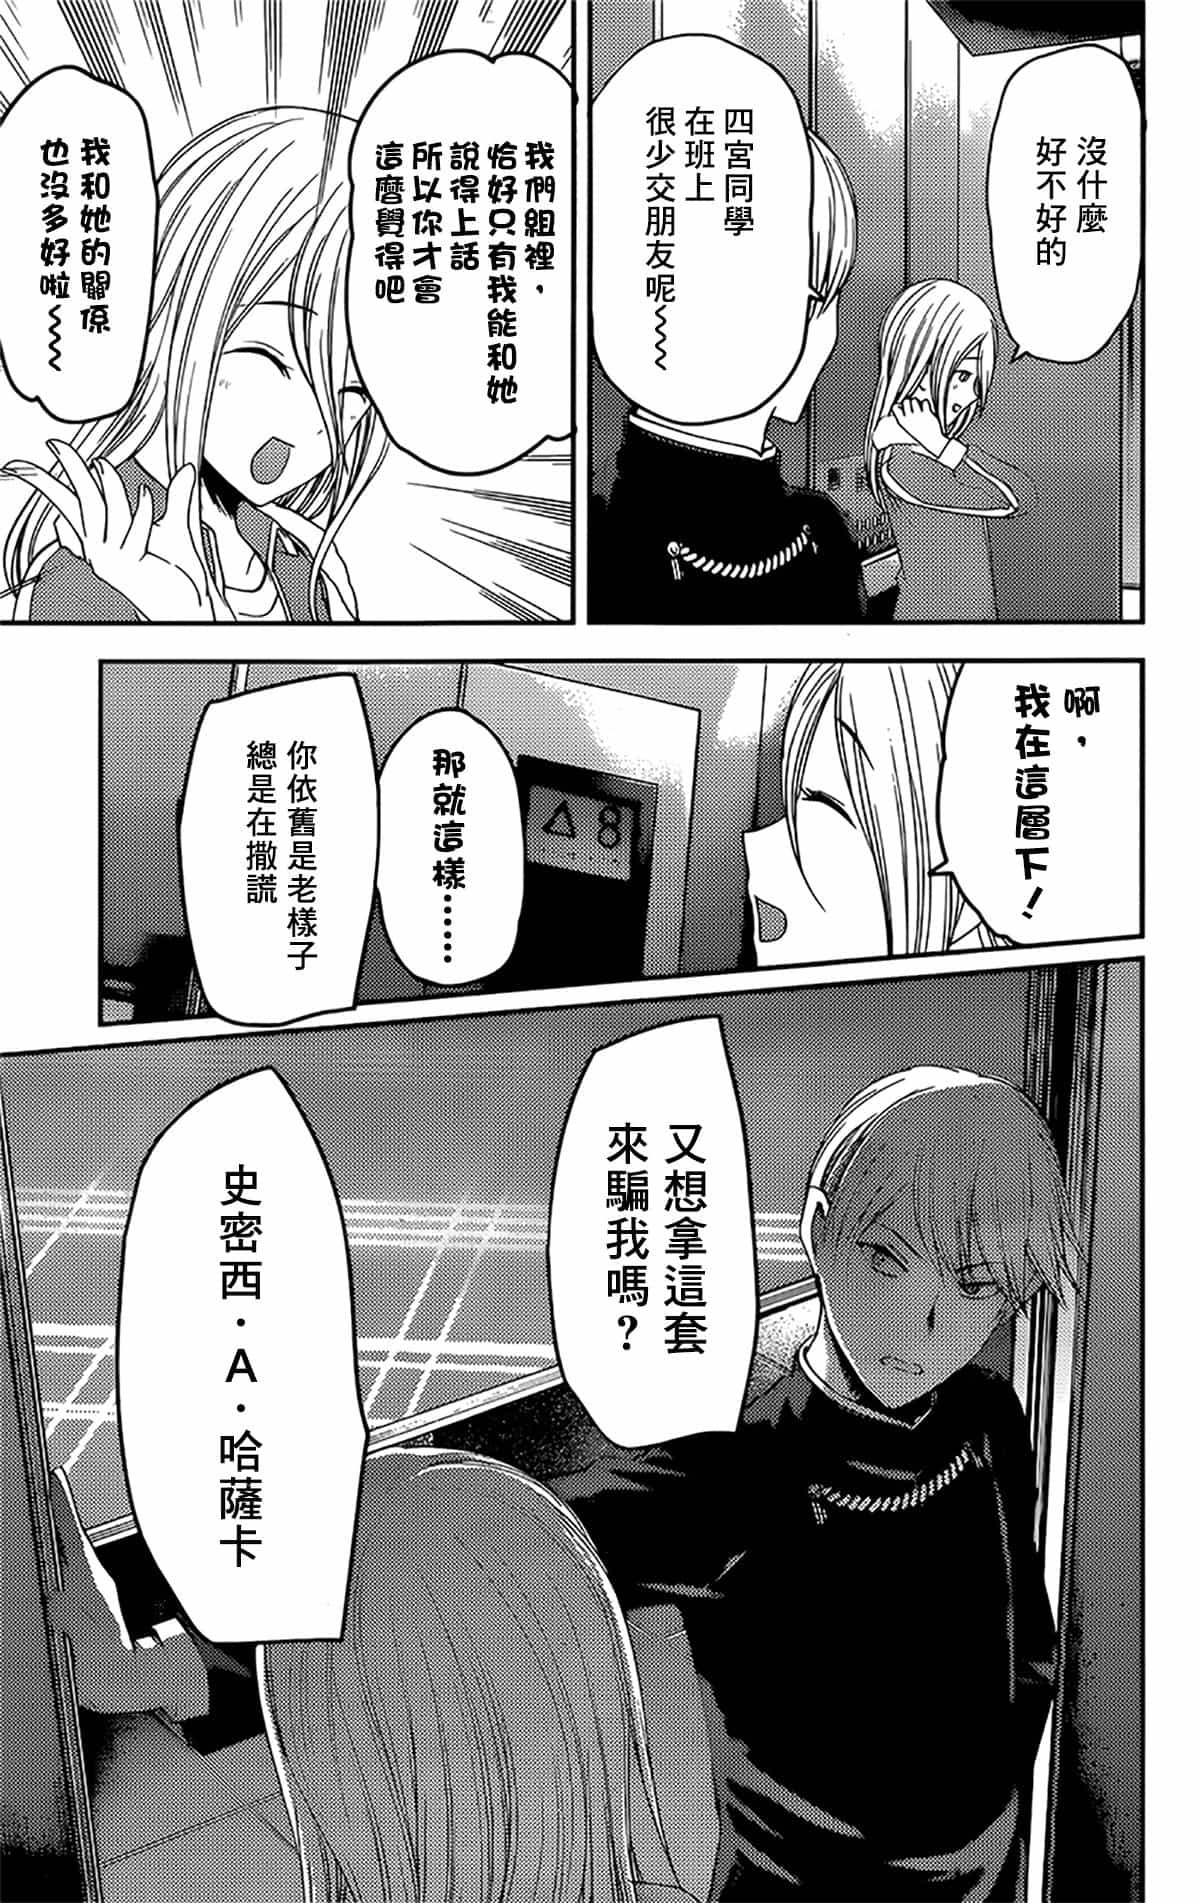 沒什麼
好不好的
四宮同學
在班上
很少交朋友呢～
我們組裡，
恰好只有我能和她
說得上話
所以你才會
這麼覺得吧
我和她的關係
也沒多好啦～
啊，
我在這層下！
△8
那就這樣……
你依舊是老樣子
總是在撒謊
又想拿這套
來騙我嗎？
史密西·A·哈薩卡